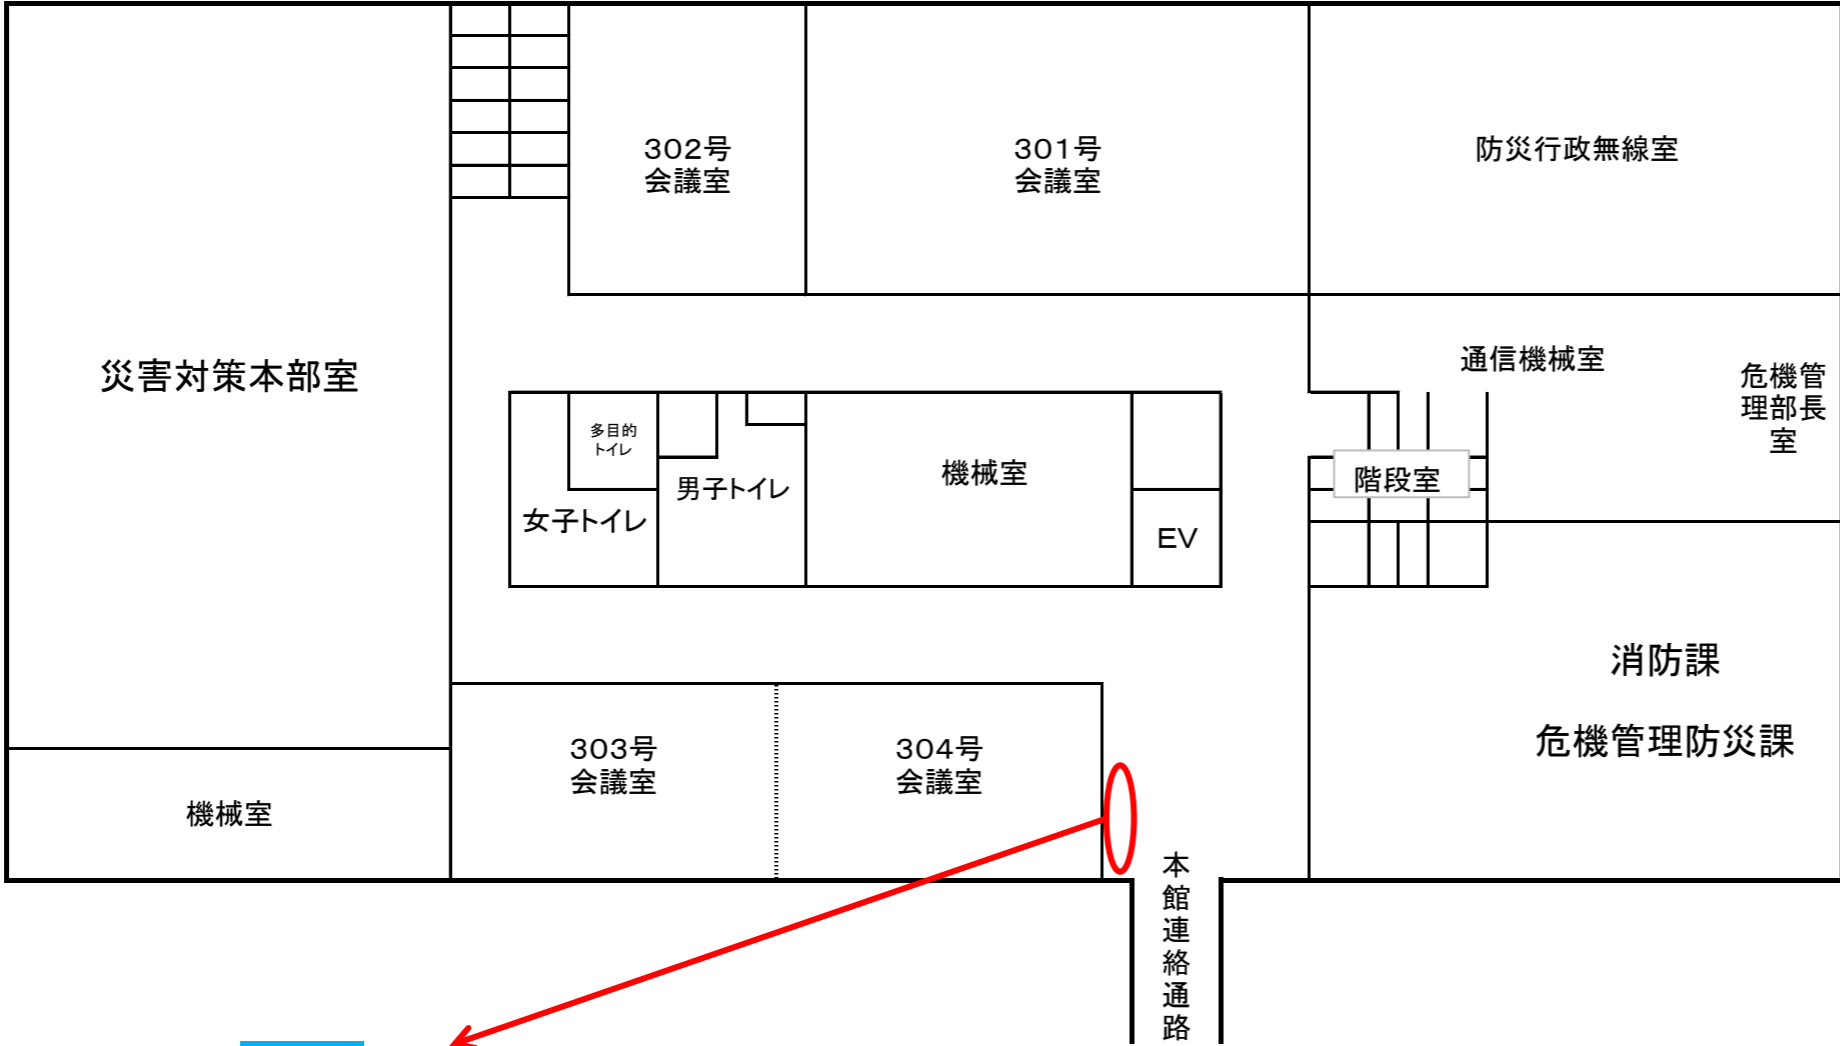 302号
会議室
301号
会議室
防災行政無線室
災害対策本部室
通信機械室
危機管
理部長
室
多目的
トイレ
男子トイレ
女子トイレ
機械室
EV
階段室
消防課
危機管理防災課
303号
会議室
304号
会議室
機械室
本
館
連
絡
通
路